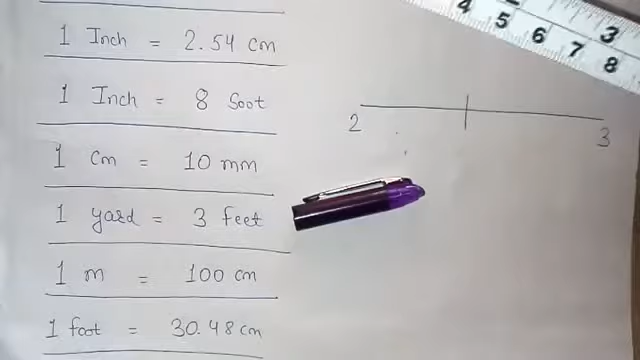 1 Inch = 2.54 cm
1 Inch = 8 Soot
1 Cm = 10 mm
1 yard = 3 feet
1 m = 100 cm
1 foot = 30.48 cm
2 3
3
4 5 6 7 8